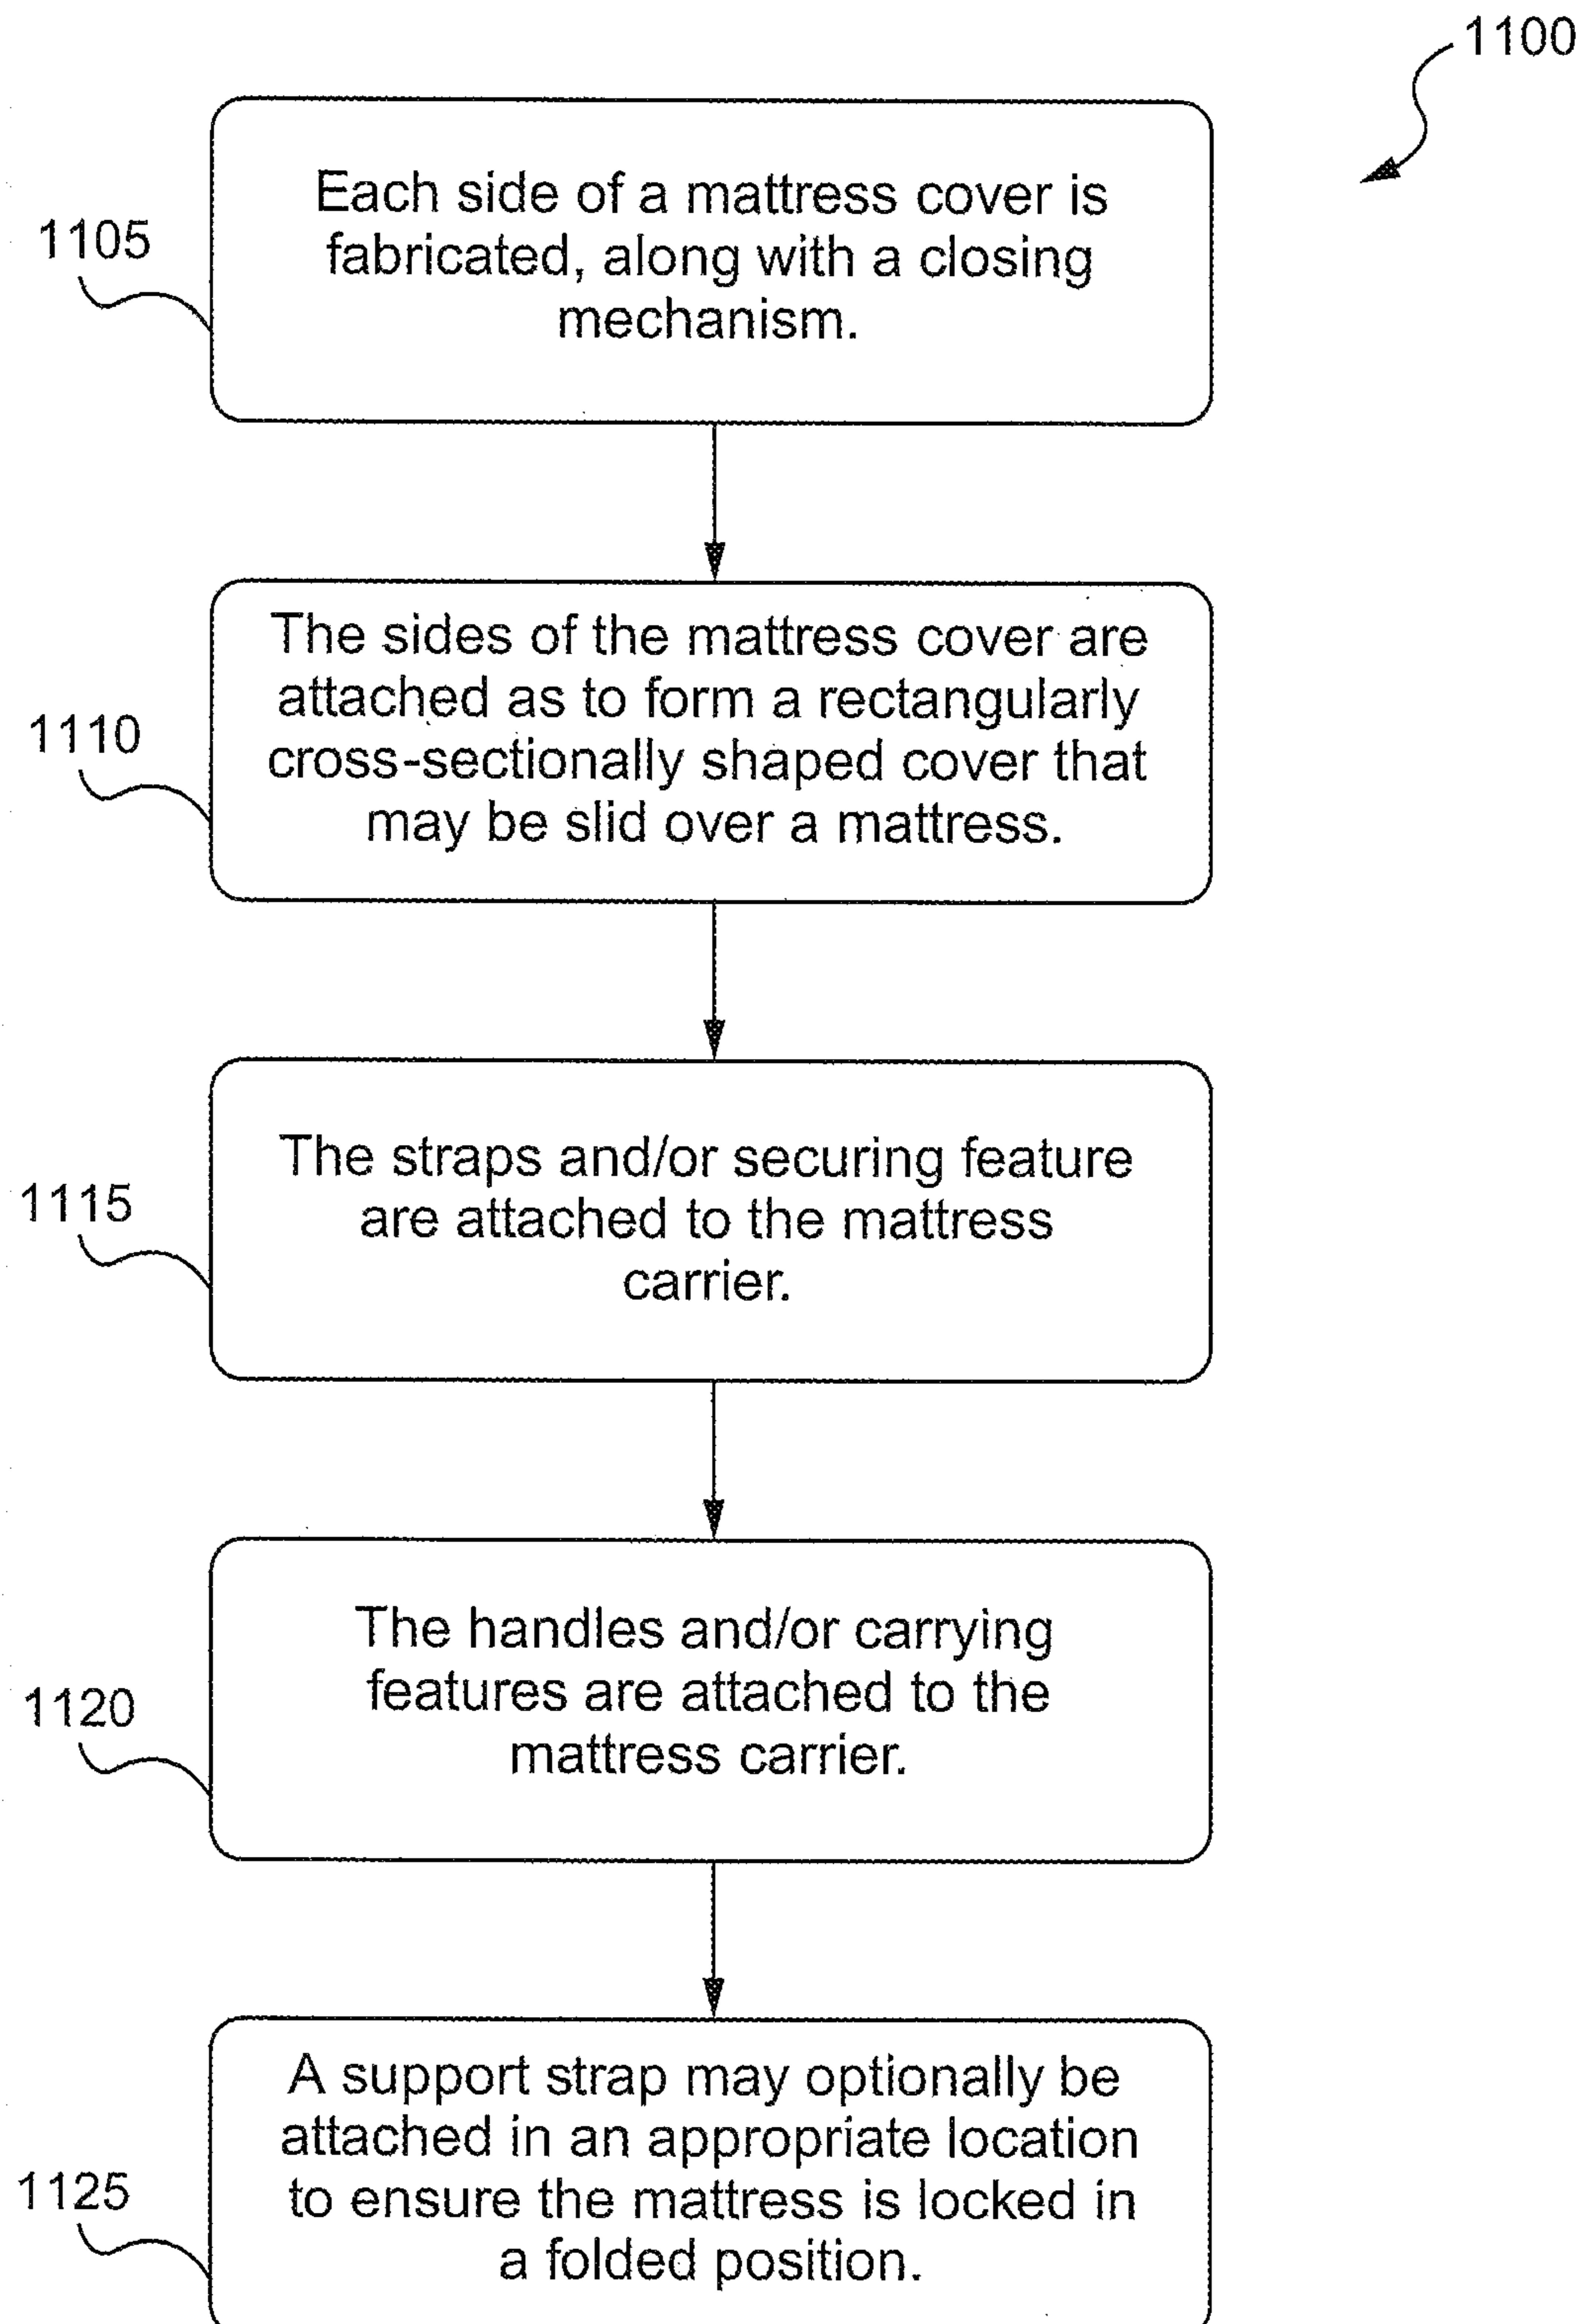 1100
1105
Each side of a mattress cover is
fabricated, along with a closing
mechanism.
1110
The sides of the mattress cover are
attached as to form a rectangularly
cross-sectionally shaped cover that
may be slid over a mattress.
1115
The straps and/or securing feature
are attached to the mattress
carrier.
1120
The handles and/or carrying
features are attached to the
mattress carrier.
1125
A support strap may optionally be
attached in an appropriate location
to ensure the mattress is locked in
a folded position.